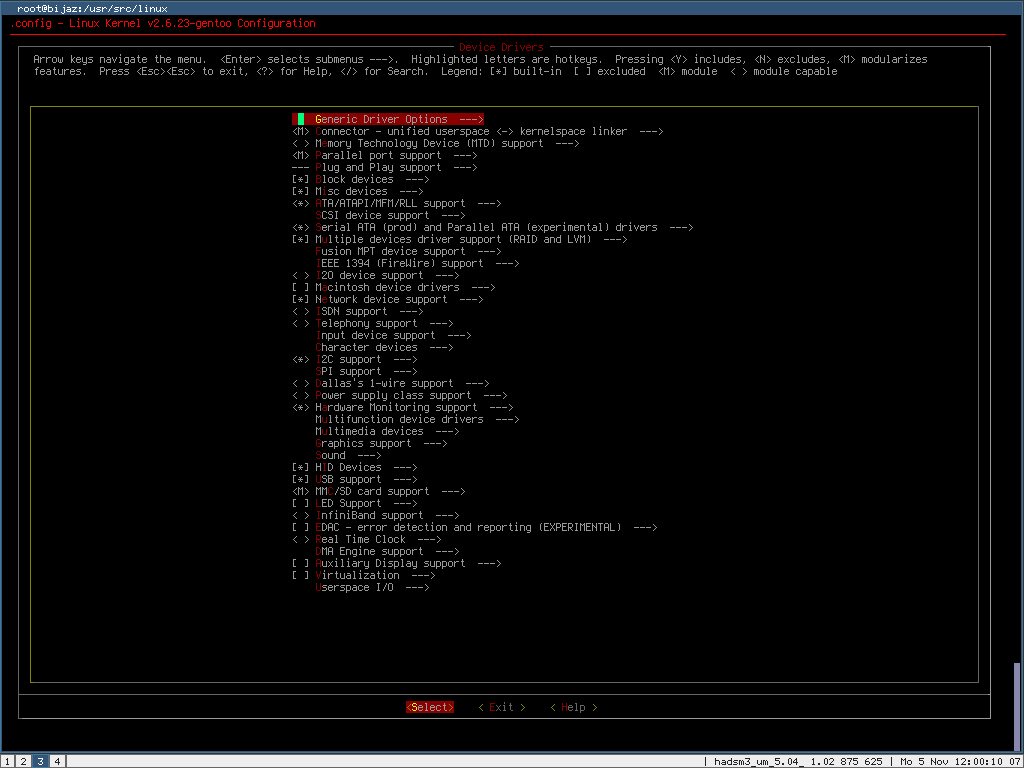 root@bijaz:/usr/src/linux
.config - Linux Kernel v2.6.23-gentoo Configuration
Device Drivers
Arrow keys navigate the menu.  <Enter> selects submenus --->.  Highlighted letters are hotkeys.  Pressing <Y> includes, <N> excludes, <M> modularizes
features.  Press <Esc><Esc> to exit, <?> for Help, </> for Search.  Legend: [*] built-in  [ ] excluded  <M> module  < > module capable
Generic Driver Options  --->
<M> Connector - unified userspace <-> kernelspace linker  --->
< > Memory Technology Device (MTD) support  --->
<M> Parallel port support  --->
--- Plug and Play support  --->
[*] Block devices  --->
[*] Misc devices  --->
<*> ATA/ATAPI/MFM/RLL support  --->
SCSI device support  --->
<*> Serial ATA (prod) and Parallel ATA (experimental) drivers  --->
[*] Multiple devices driver support (RAID and LVM)  --->
Fusion MPT device support  --->
IEEE 1394 (FireWire) support  --->
< > I2O device support  --->
[ ] Macintosh device drivers  --->
[*] Network device support  --->
< > ISDN support  --->
< > Telephony support  --->
Input device support  --->
Character devices  --->
<*> I2C support  --->
SPI support  --->
< > Dallas's 1-wire support  --->
< > Power supply class support  --->
<*> Hardware Monitoring support  --->
Multifunction device drivers  --->
Multimedia devices  --->
Graphics support  --->
Sound  --->
[*] HID Devices  --->
[*] USB support  --->
<M> MMC/SD card support  --->
[ ] LED Support  --->
< > InfiniBand support  --->
[ ] EDAC - error detection and reporting (EXPERIMENTAL)  --->
< > Real Time Clock  --->
DMA Engine support  --->
[ ] Auxiliary Display support  --->
[ ] Virtualization  --->
Userspace I/O  --->
<Select>    < Exit >    < Help >
1 2 3 4 | hadsm3_um_5.04_ 1.02 875 625 | Mo 5 Nov 12:00:10 07